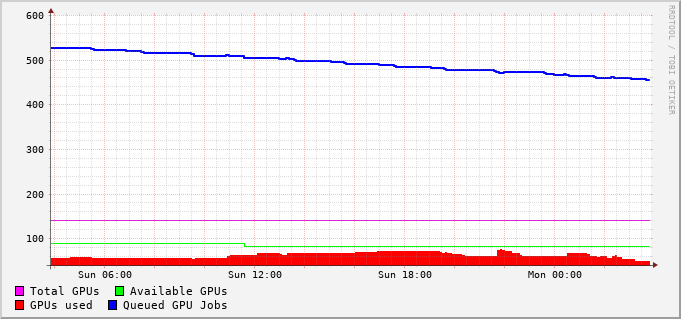 600
500
400
300
200
100
Sun 06:00 Sun 12:00 Sun 18:00 Mon 00:00
Total GPUs Available GPUs
GPUs used Queued GPU Jobs
RRDTOOL / TOBI OETIKER